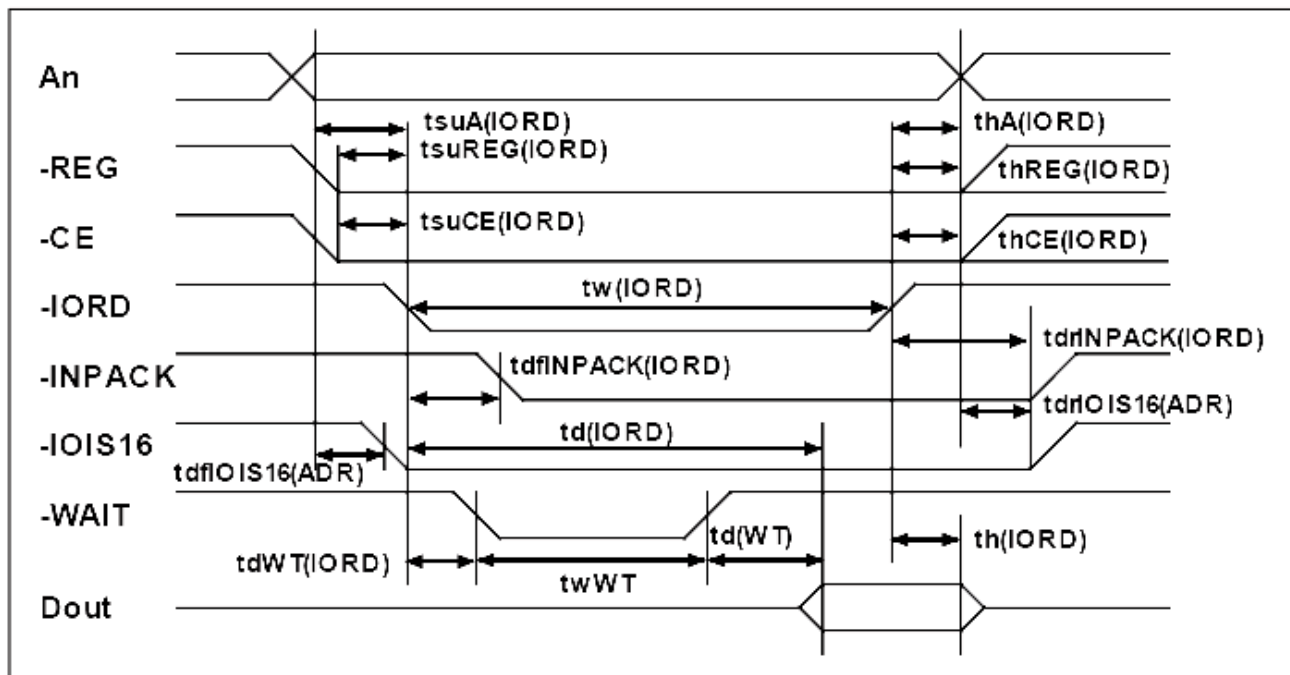 An
tsuA(IORD)
thA(IORD)
tsuREG(IORD)
-REG
thREG(IORD)
tsuCE(IORD)
-CE
thCE(IORD)
tw(IORD)
-IORD
tdrINPACK(IORD)
tdfINPACK(IORD)
-INPACK
tdrIOIS16(ADR)
td(IORD)
-IOIS16
tdfIOIS16(ADR)
-WAIT
td(WT)
th(IORD)
tdWT(IORD)
twWT
Dout